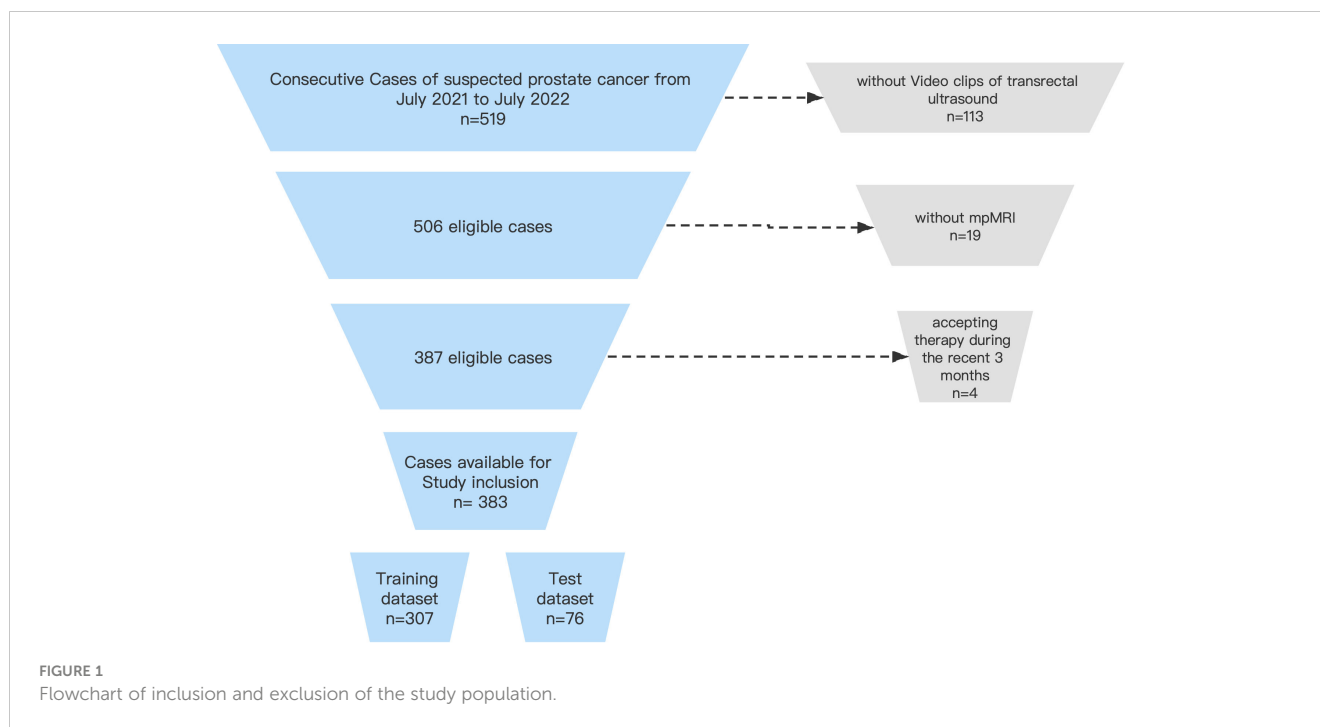 Consecutive Cases of suspected prostate cancer from
July 2021 to July 2022
n=519
without Video clips of transrectal
ultrasound
n=113
506 eligible cases
without mpMRI
n=19
387 eligible cases
accepting
therapy during
the recent 3
months
n=4
Cases available for
Study inclusion
n= 383
Training
dataset
n=307
Test
dataset
n=76
FIGURE 1
Flowchart of inclusion and exclusion of the study population.